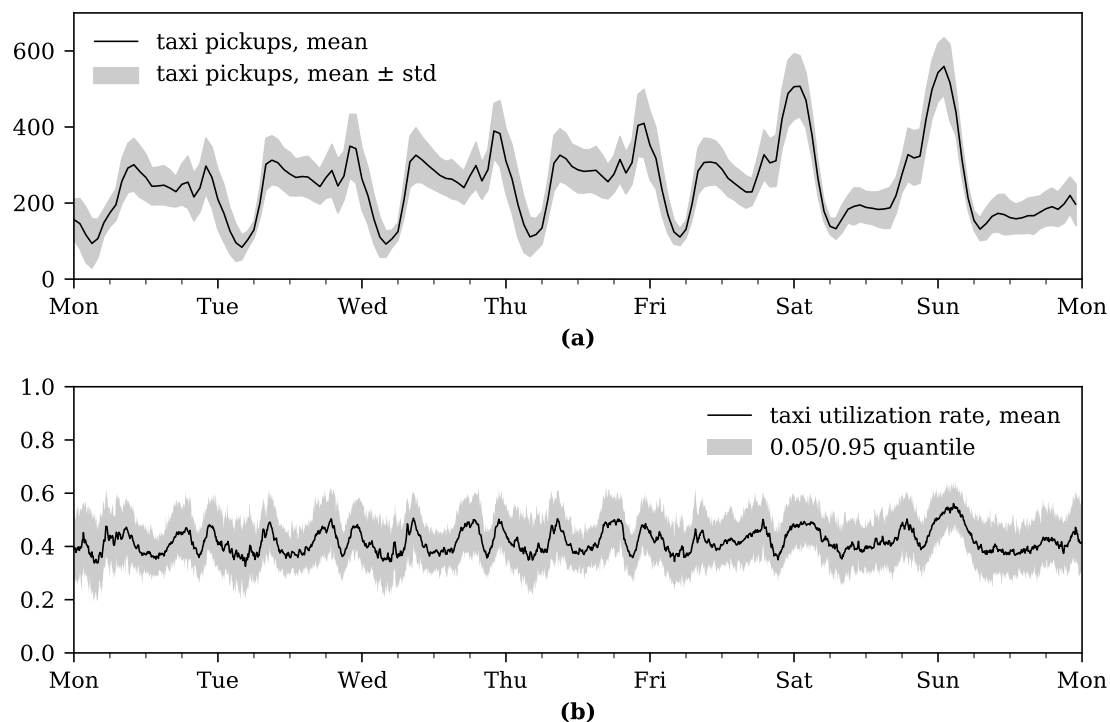 600
400
200
0
taxi pickups, mean
taxi pickups, mean ± std
Mon Tue Wed Thu Fri Sat Sun Mon
(a)
1.0
0.8
0.6
0.4
0.2
0.0
taxi utilization rate, mean
0.05/0.95 quantile
Mon Tue Wed Thu Fri Sat Sun Mon
(b)